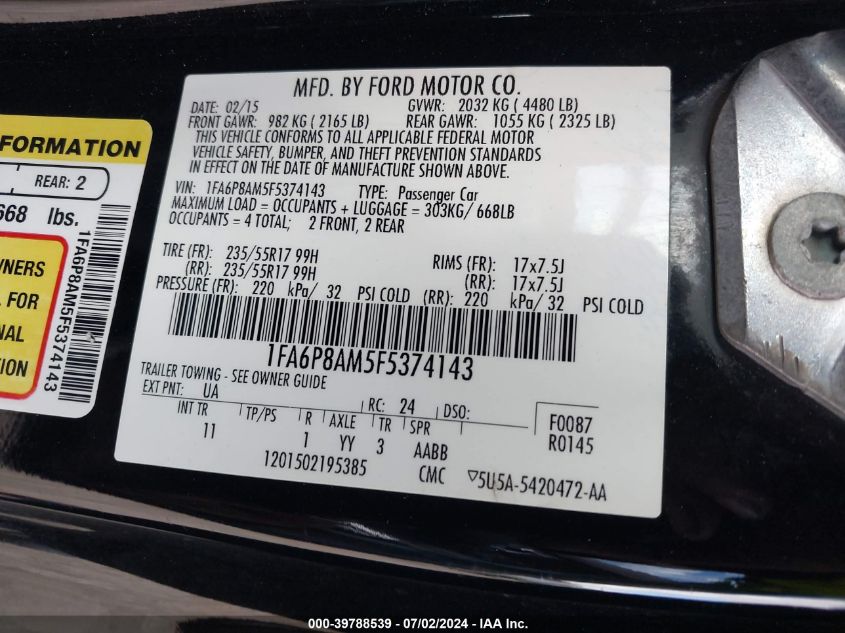 MFD. BY FORD MOTOR CO.
DATE: 02/15 GVWR: 2032 KG ( 4480 LB)
FRONT GAWR: 982 KG ( 2165 LB) REAR GAWR: 1055 KG ( 2325 LB)
THIS VEHICLE CONFORMS TO ALL APPLICABLE FEDERAL MOTOR
VEHICLE SAFETY, BUMPER, AND THEFT PREVENTION STANDARDS
IN EFFECT ON THE DATE OF MANUFACTURE SHOWN ABOVE.
VIN: 1FA6P8AM5F5374143 TYPE: Passenger Car
MAXIMUM LOAD = OCCUPANTS + LUGGAGE = 303KG/ 668LB
OCCUPANTS = 4 TOTAL; 2 FRONT, 2 REAR
TIRE (FR): 235/55R17 99H RIMS (FR): 17x7.5J
(RR): 235/55R17 99H (RR): 17x7.5J
PRESSURE (FR): 220 kPa/ 32 PSI COLD (RR): 220 kPa/ 32 PSI COLD
1FA6P8AM5F5374143
TRAILER TOWING - SEE OWNER GUIDE
EXT PNT: UA RC: 24 DSO:
INT TR TP/PS R AXLE TR SPR
11 1 YY 3 AABB
F0087
R0145
1201502195385 CMC 5U5A-5420472-AA
FORMATION
REAR: 2
668 lbs.
WNERS
FOR
NAL
1FA6P8AM5F5374143
000-39788539 - 07/02/2024 - IAA Inc.